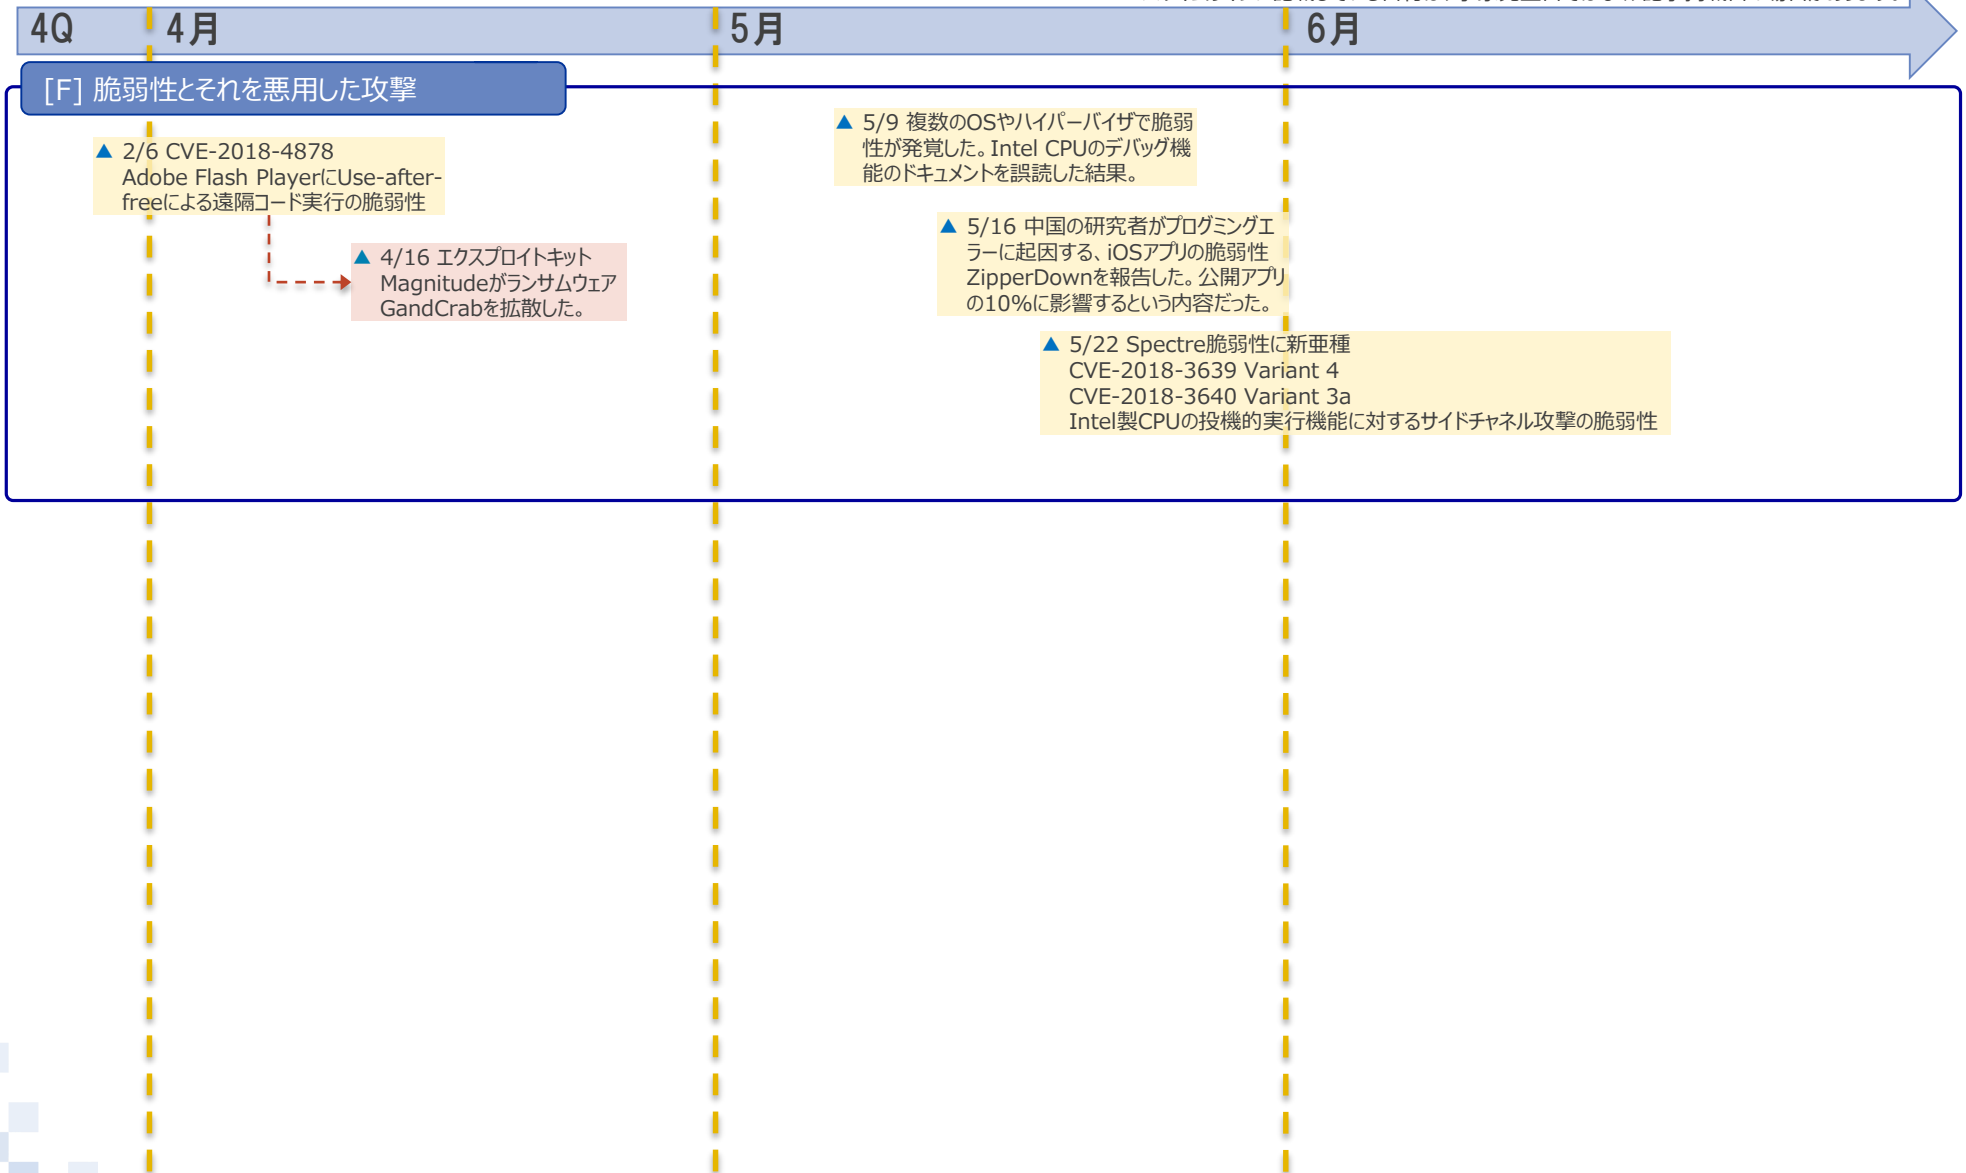 4Q
4月
5月
6月
[F] 脆弱性とそれを悪用した攻撃
▲ 2/6 CVE-2018-4878
Adobe Flash PlayerにUse-after-
freeによる遠隔コード実行の脆弱性
▲ 4/16 エクスプロイトキット
Magnitudeがランサムウェア
GandCrabを拡散した。
▲ 5/9 複数のOSやハイパーバイザで脆弱
性が発覚した。Intel CPUのデバッグ機
能のドキュメントを誤読した結果。
▲ 5/16 中国の研究者がプログミングエ
ラーに起因する、iOSアプリの脆弱性
ZipperDownを報告した。公開アプリ
の10%に影響するという内容だった。
▲ 5/22 Spectre脆弱性に新亜種
CVE-2018-3639 Variant 4
CVE-2018-3640 Variant 3a
Intel製CPUの投機的実行機能に対するサイドチャネル攻撃の脆弱性